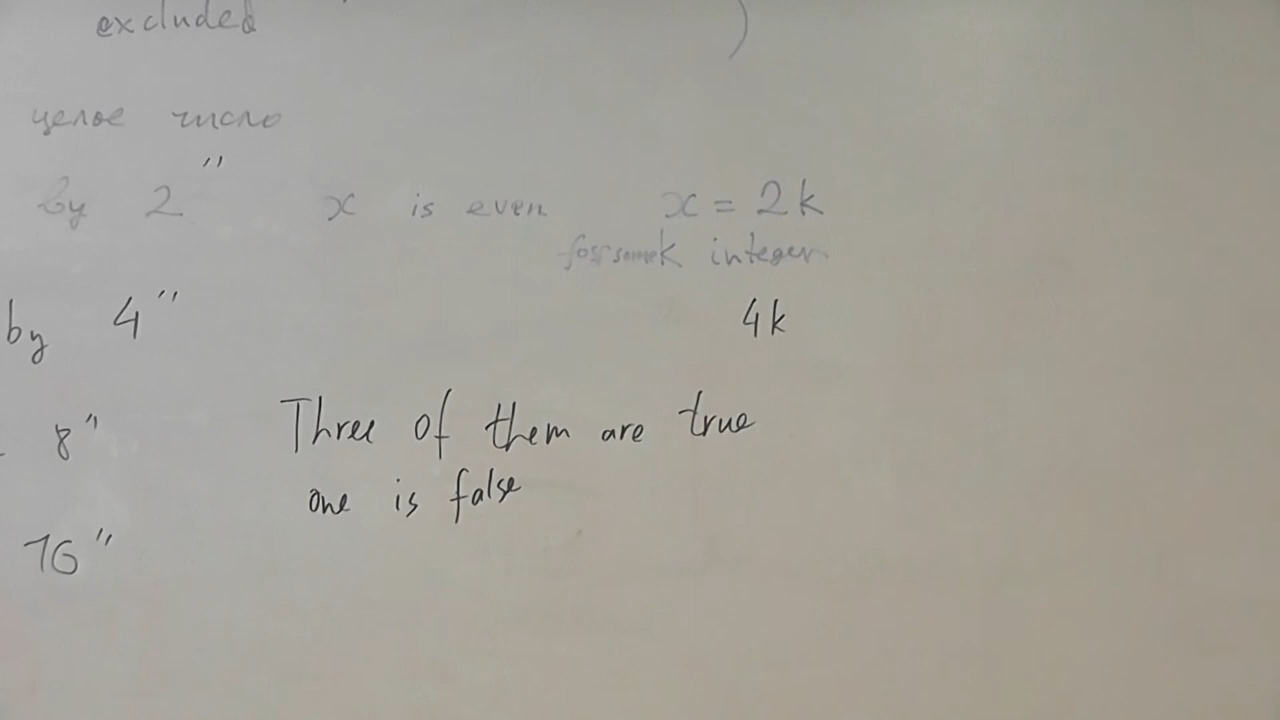 excluded )
целое число
by 2" x is even x = 2k
for some k integer
by 4" 4k
8" Three of them are true
one is false
16"